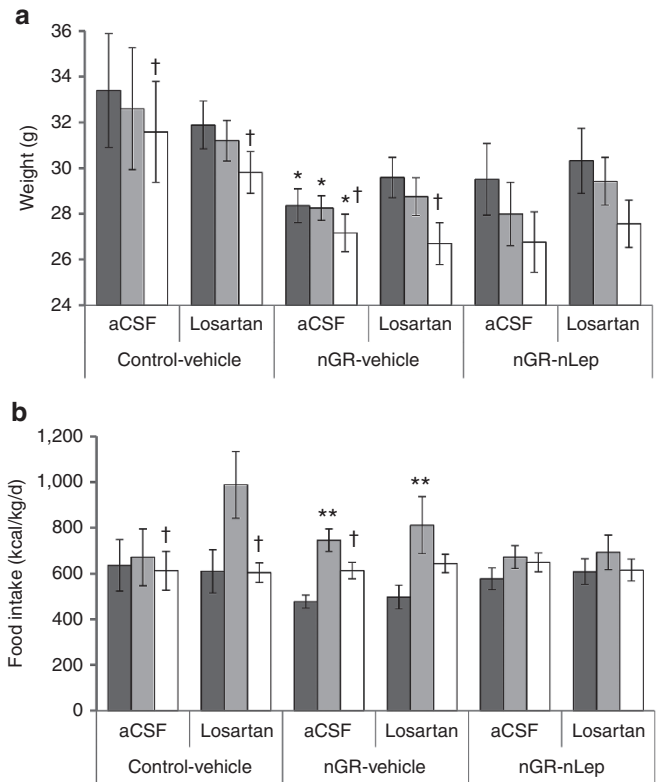 a
36
34
32
30
28
26
24
Weight (g)
†
†
* * *†
†
aCSF Losartan aCSF Losartan aCSF Losartan
Control-vehicle nGR-vehicle nGR-nLep
b
1,200
1,000
800
600
400
200
0
Food intake (kcal/kg/d)
†
†
**
†
**
aCSF Losartan aCSF Losartan aCSF Losartan
Control-vehicle nGR-vehicle nGR-nLep